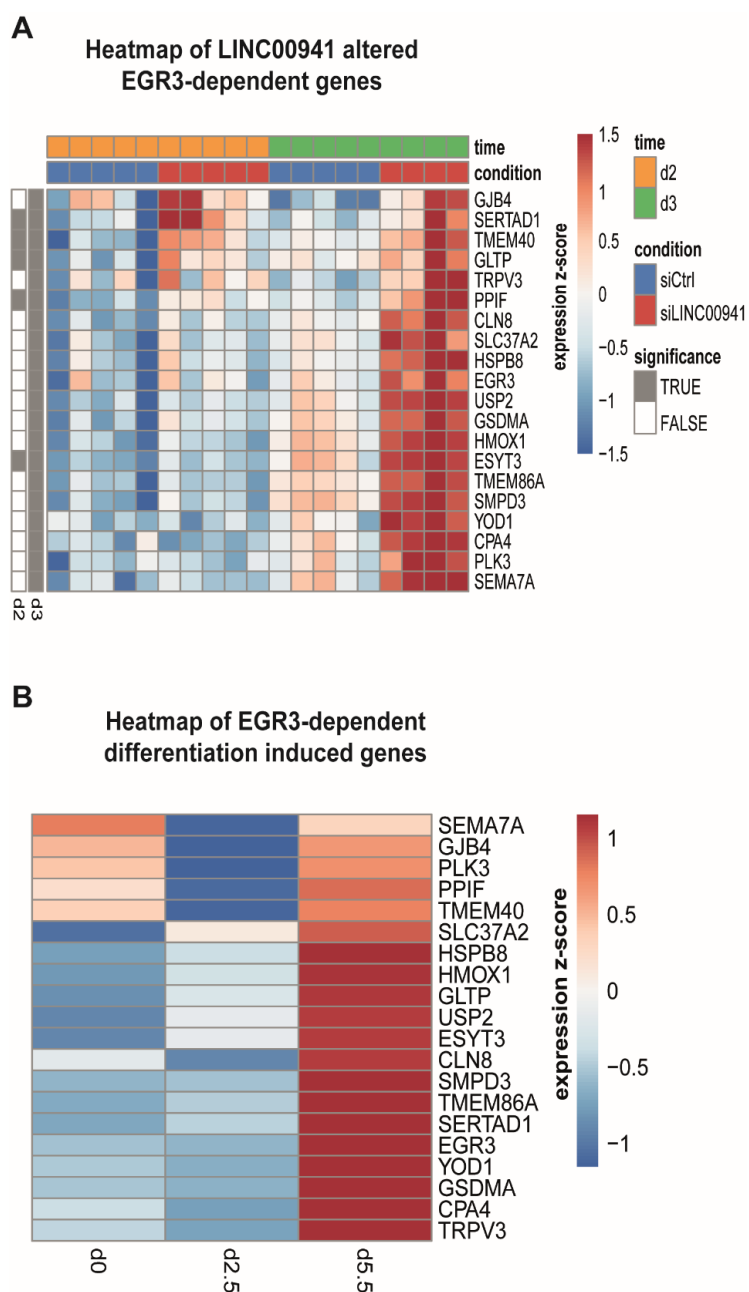 A
Heatmap of LINC00941 altered
EGR3-dependent genes
time
condition
GJB4
SERTAD1
TMEM40
GLTP
TRPV3
PPIF
CLN8
SLC37A2
HSPB8
EGR3
USP2
GSDMA
HMOX1
ESYT3
TMEM86A
SMPD3
YOD1
CPA4
PLK3
SEMA7A
d2
d3
expression z-score
1.5
1
0.5
0
−0.5
−1
−1.5
time
d2
d3
condition
siCtrl
siLINC00941
significance
TRUE
FALSE
B
Heatmap of EGR3-dependent
differentiation induced genes
SEMA7A
GJB4
PLK3
PPIF
TMEM40
SLC37A2
HSPB8
HMOX1
GLTP
USP2
ESYT3
CLN8
SMPD3
TMEM86A
SERTAD1
EGR3
YOD1
GSDMA
CPA4
TRPV3
d0
d2.5
d5.5
expression z-score
1
0.5
0
−0.5
−1